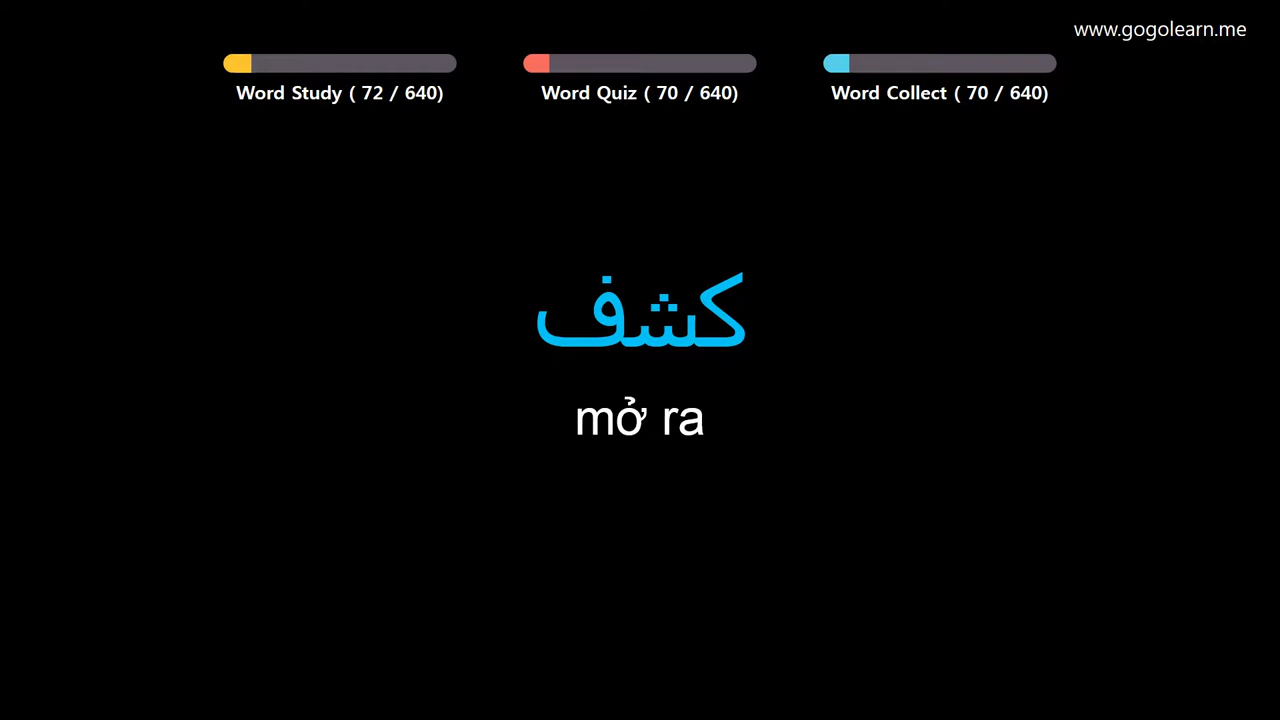 www.gogolearn.me
Word Study ( 72 / 640)
Word Quiz ( 70 / 640)
Word Collect ( 70 / 640)
كشف
mở ra